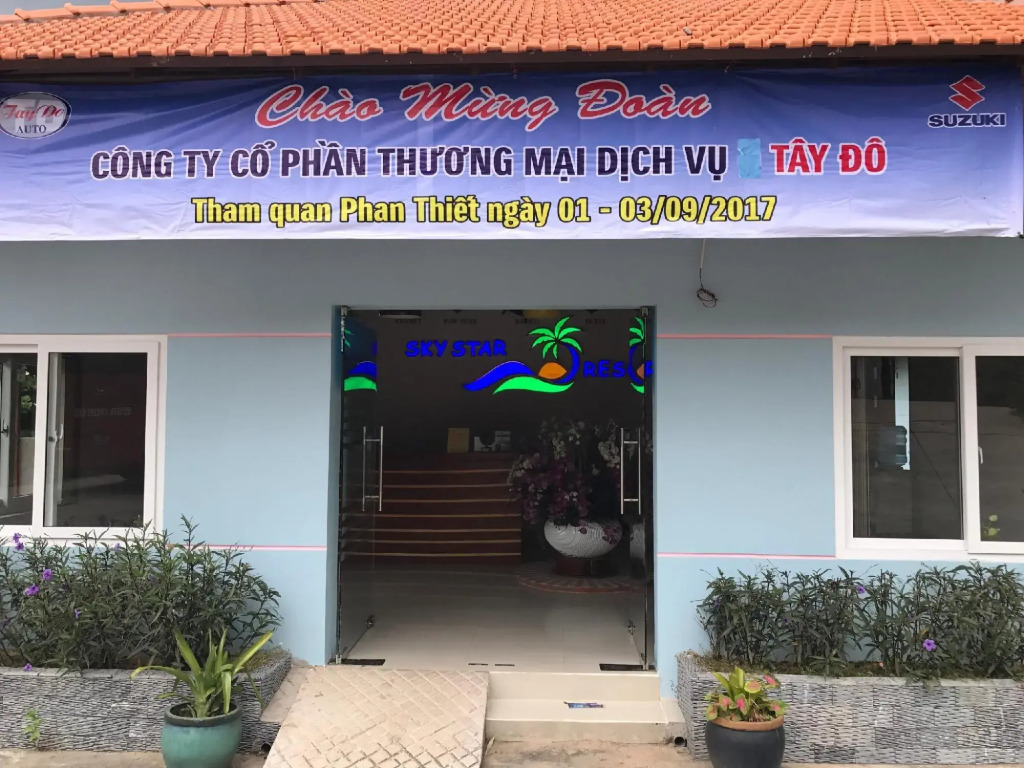 Tây Đô
AUTO
Chào Mừng Đoàn
SUZUKI
CÔNG TY CỔ PHẦN THƯƠNG MẠI DỊCH VỤ TÂY ĐÔ
Tham quan Phan Thiết ngày 01 - 03/09/2017
SKY STAR